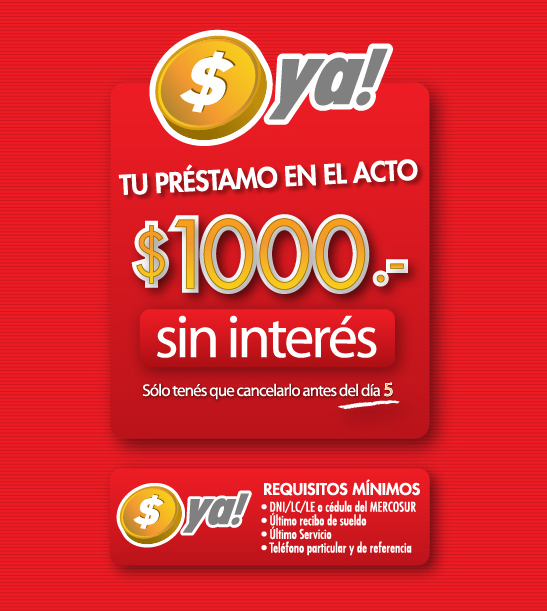 $ ya!
TU PRÉSTAMO EN EL ACTO
$1000.-
sin interés
Sólo tenés que cancelarlo antes del día 5
$ ya!
REQUISITOS MÍNIMOS
• DNI/LC/LE o cédula del MERCOSUR
• Último recibo de sueldo
• Último Servicio
• Teléfono particular y de referencia